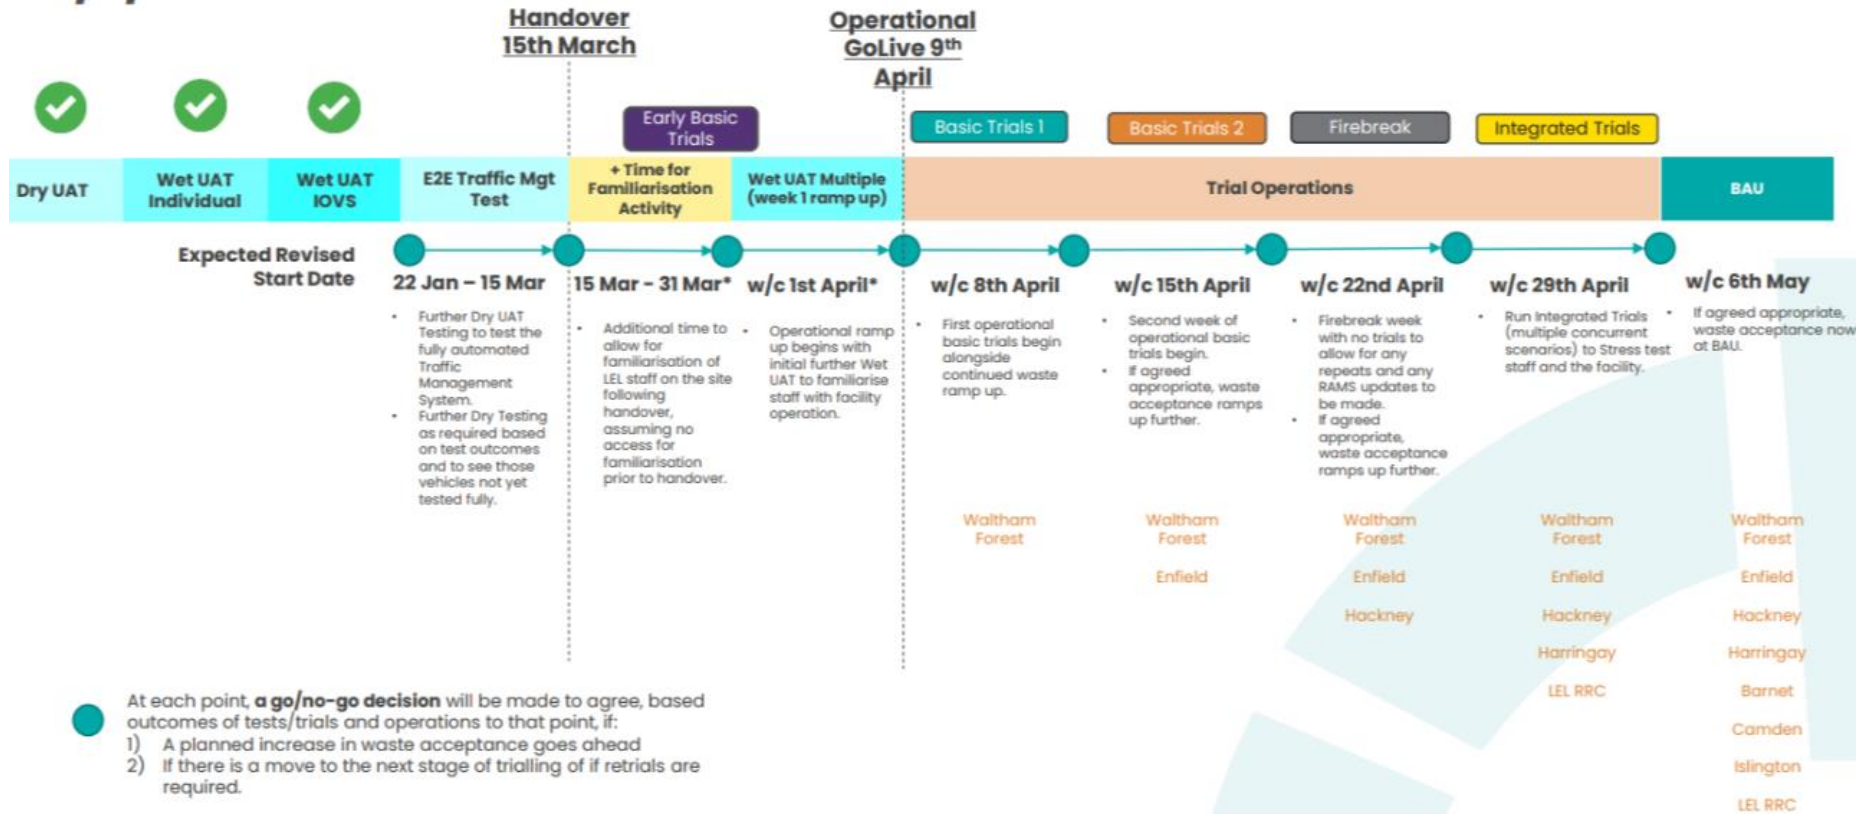 Handover
15th March
Operational
GoLive 9th
April
Early Basic
Trials
Basic Trials 1
Basic Trials 2
Firebreak
Integrated Trials
Dry UAT
Wet UAT
Individual
Wet UAT
IOVS
E2E Traffic Mgt
Test
+ Time for
Familiarisation
Activity
Wet UAT Multiple
(week 1 ramp up)
Trial Operations
BAU
Expected Revised
Start Date
22 Jan – 15 Mar
• Further Dry UAT
Testing to test the
fully automated
Traffic
Management
System.
• Further Dry Testing
as required based
on test outcomes
and to see those
vehicles not yet
tested fully.
15 Mar – 31 Mar*
• Additional time to
allow for
familiarisation of
LEL staff on the site
following
handover,
assuming no
access for
familiarisation
prior to handover.
w/c 1st April*
• Operational ramp
up begins with
initial further Wet
UAT to familiarise
staff with facility
operation.
w/c 8th April
• First operational
basic trials begin
alongside
continued waste
ramp up.
w/c 15th April
• Second week of
operational basic
trials begin.
• If agreed
appropriate, waste
acceptance ramps
up further.
w/c 22nd April
• Firebreak week
with no trials to
allow for any
repeats and any
RAMS updates to
be made.
• If agreed
appropriate,
waste acceptance
ramps up further.
w/c 29th April
• Run Integrated Trials
(multiple concurrent
scenarios) to Stress test
staff and the facility.
w/c 6th May
• If agreed appropriate,
waste acceptance now
at BAU.
Waltham
Forest
Waltham
Forest
Enfield
Waltham
Forest
Enfield
Hackney
Waltham
Forest
Enfield
Hackney
Harringay
LEL RRC
Waltham
Forest
Enfield
Hackney
Harringay
Barnet
Camden
Islington
LEL RRC
At each point, a go/no-go decision will be made to agree, based
outcomes of tests/trials and operations to that point, if:
1) A planned increase in waste acceptance goes ahead
2) If there is a move to the next stage of trialling of if retrials are
required.